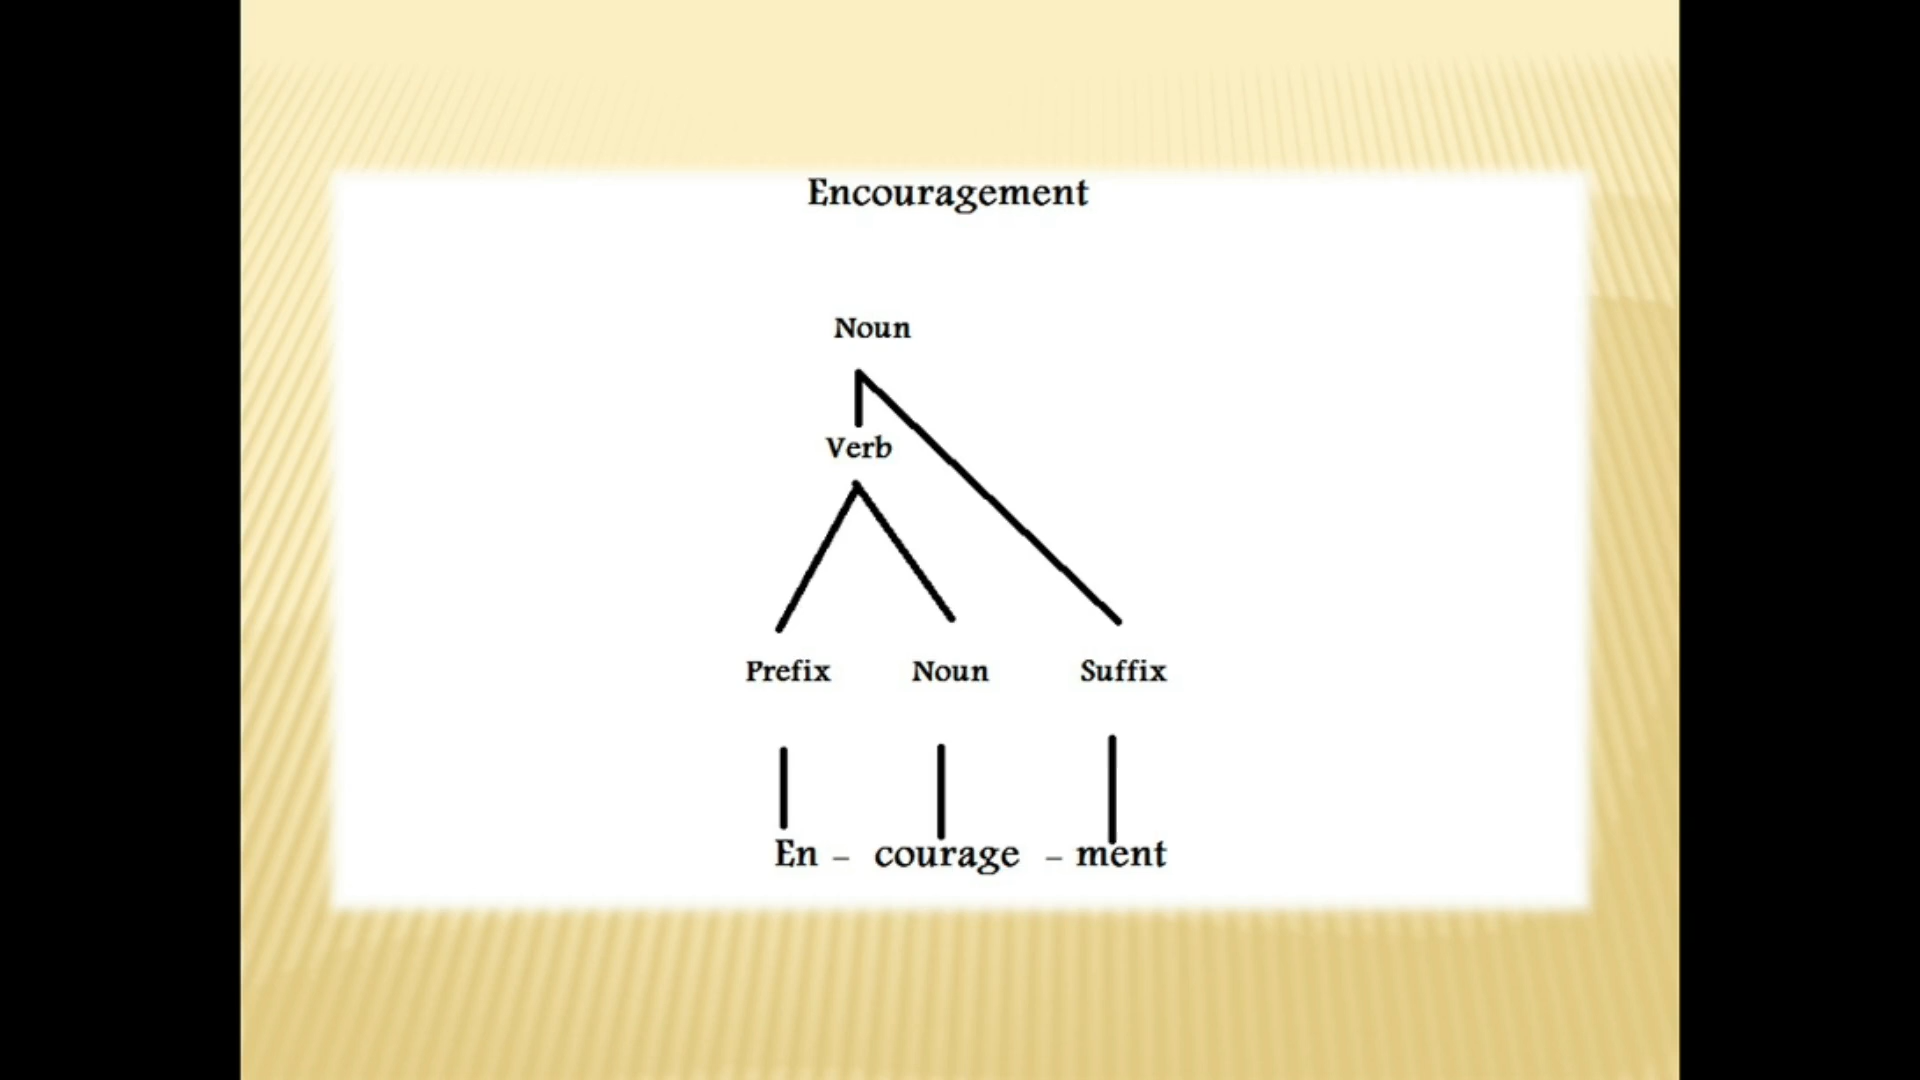 Encouragement
Noun
Verb
Prefix Noun Suffix
En – courage – ment